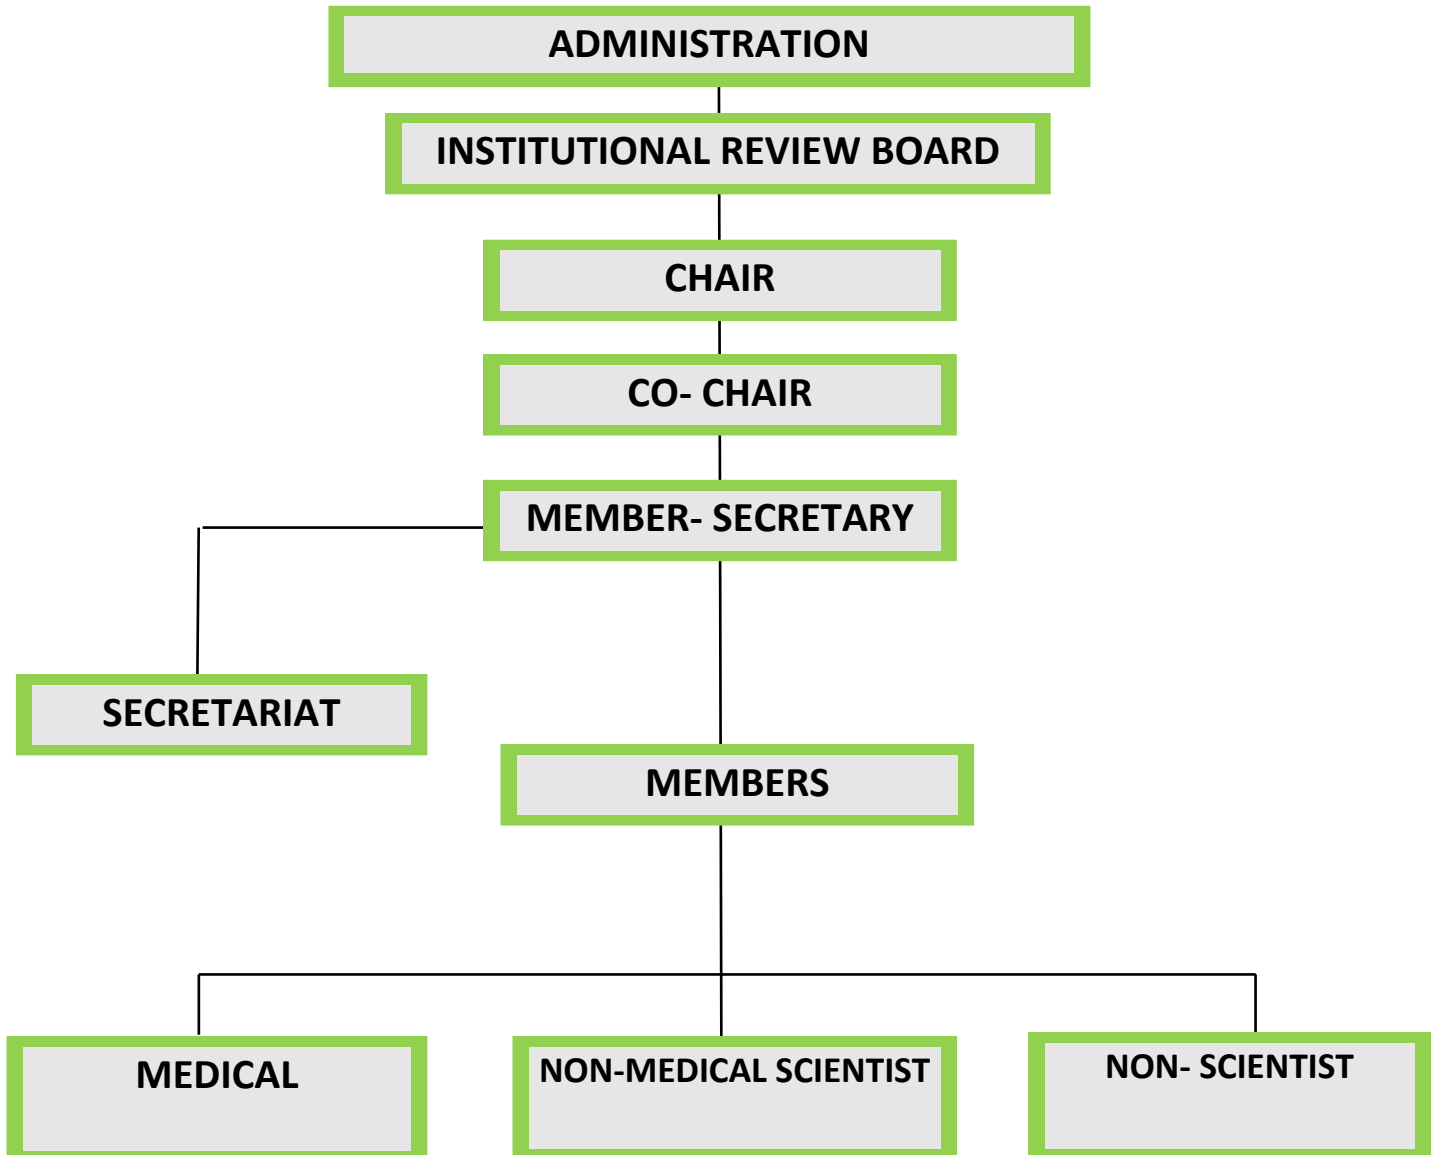 ADMINISTRATION
INSTITUTIONAL REVIEW BOARD
CHAIR
CO- CHAIR
MEMBER- SECRETARY
SECRETARIAT
MEMBERS
MEDICAL
NON-MEDICAL SCIENTIST
NON- SCIENTIST